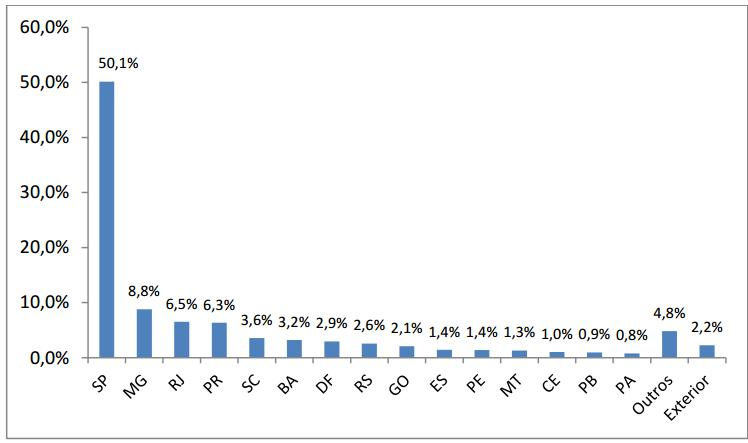 60,0%
50,0%
40,0%
30,0%
20,0%
10,0%
0,0%
50,1%
8,8%
6,5%
6,3%
3,6%
3,2%
2,9%
2,6%
2,1%
1,4%
1,4%
1,3%
1,0%
0,9%
0,8%
4,8%
2,2%
SP
MG
RJ
PR
SC
BA
DF
RS
GO
ES
PE
MT
CE
PB
PA
Outros
Exterior